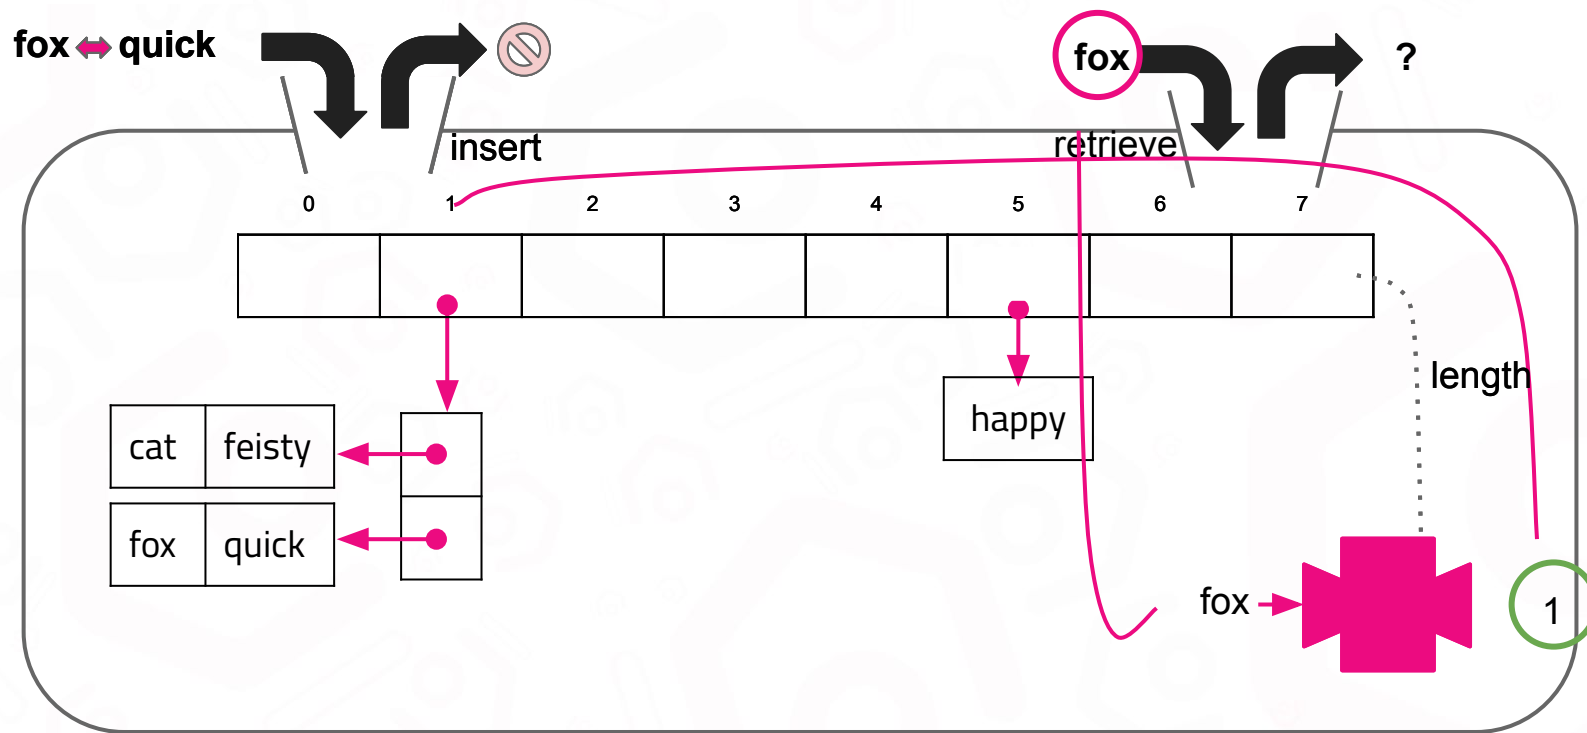 fox quick
fox ?
insert
retrieve
0 1 2 3 4 5 6 7
length
happy
cat feisty
fox quick
fox
1